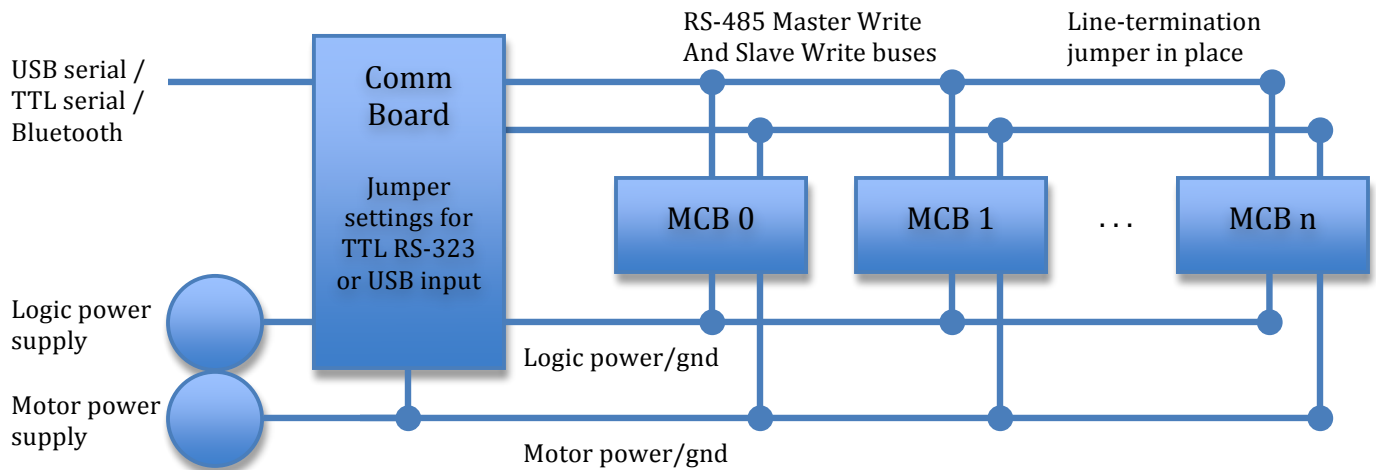 USB serial /
TTL serial /
Bluetooth
Comm
Board
Jumper
settings for
TTL RS-323
or USB input
RS-485 Master Write
And Slave Write buses
Line-termination
jumper in place
MCB 0
MCB 1
...
MCB n
Logic power
supply
Logic power/gnd
Motor power
supply
Motor power/gnd